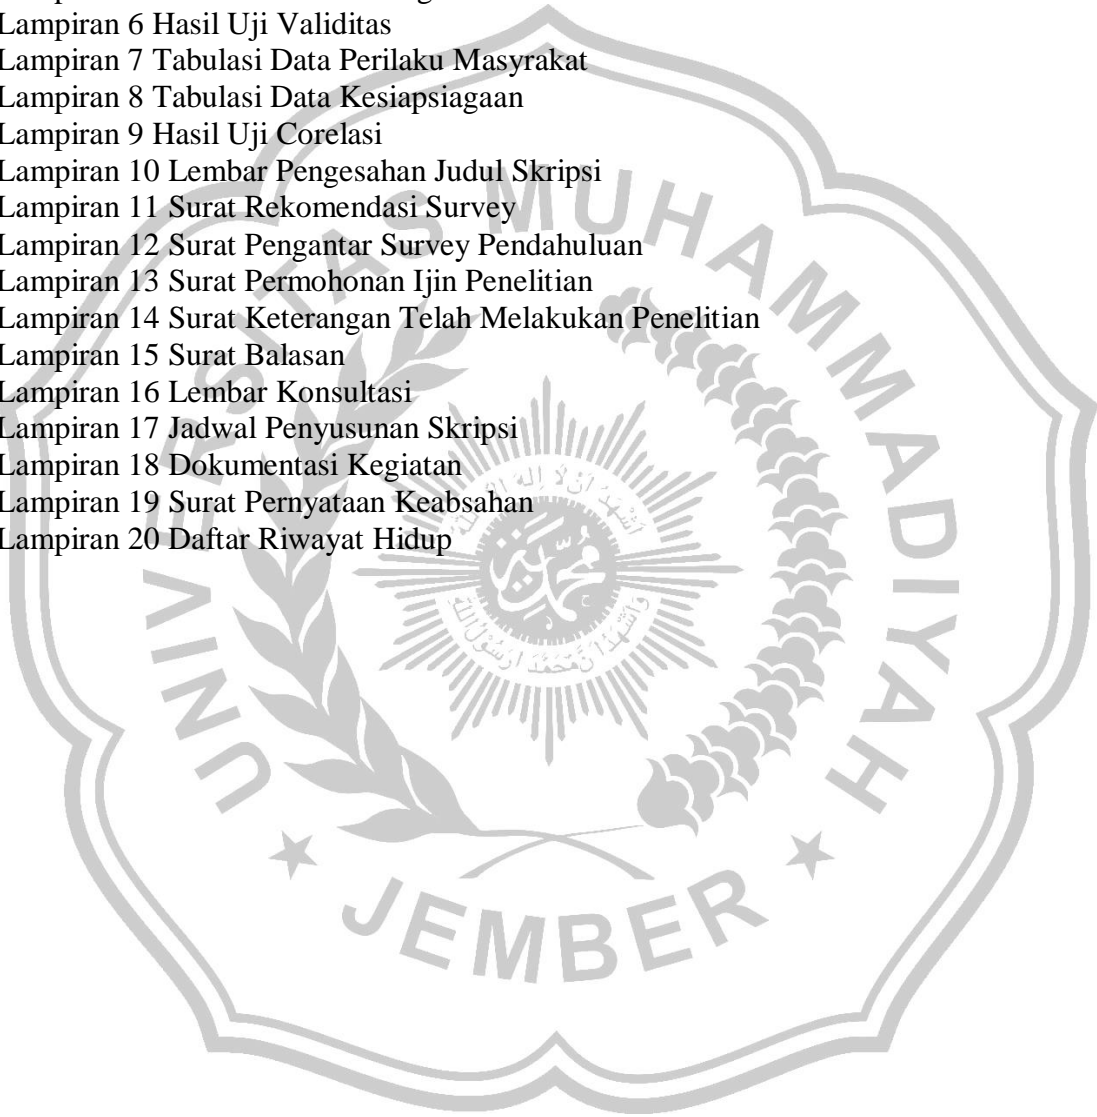 Lampiran 6 Hasil Uji Validitas
Lampiran 7 Tabulasi Data Perilaku Masyrakat
Lampiran 8 Tabulasi Data Kesiapsiagaan
Lampiran 9 Hasil Uji Corelasi
Lampiran 10 Lembar Pengesahan Judul Skripsi
Lampiran 11 Surat Rekomendasi Survey
Lampiran 12 Surat Pengantar Survey Pendahuluan
Lampiran 13 Surat Permohonan Ijin Penelitian
Lampiran 14 Surat Keterangan Telah Melakukan Penelitian
Lampiran 15 Surat Balasan
Lampiran 16 Lembar Konsultasi
Lampiran 17 Jadwal Penyusunan Skripsi
Lampiran 18 Dokumentasi Kegiatan
Lampiran 19 Surat Pernyataan Keabsahan
Lampiran 20 Daftar Riwayat Hidup
UNIVERSITAS MUHAMMADIYAH
JEMBER